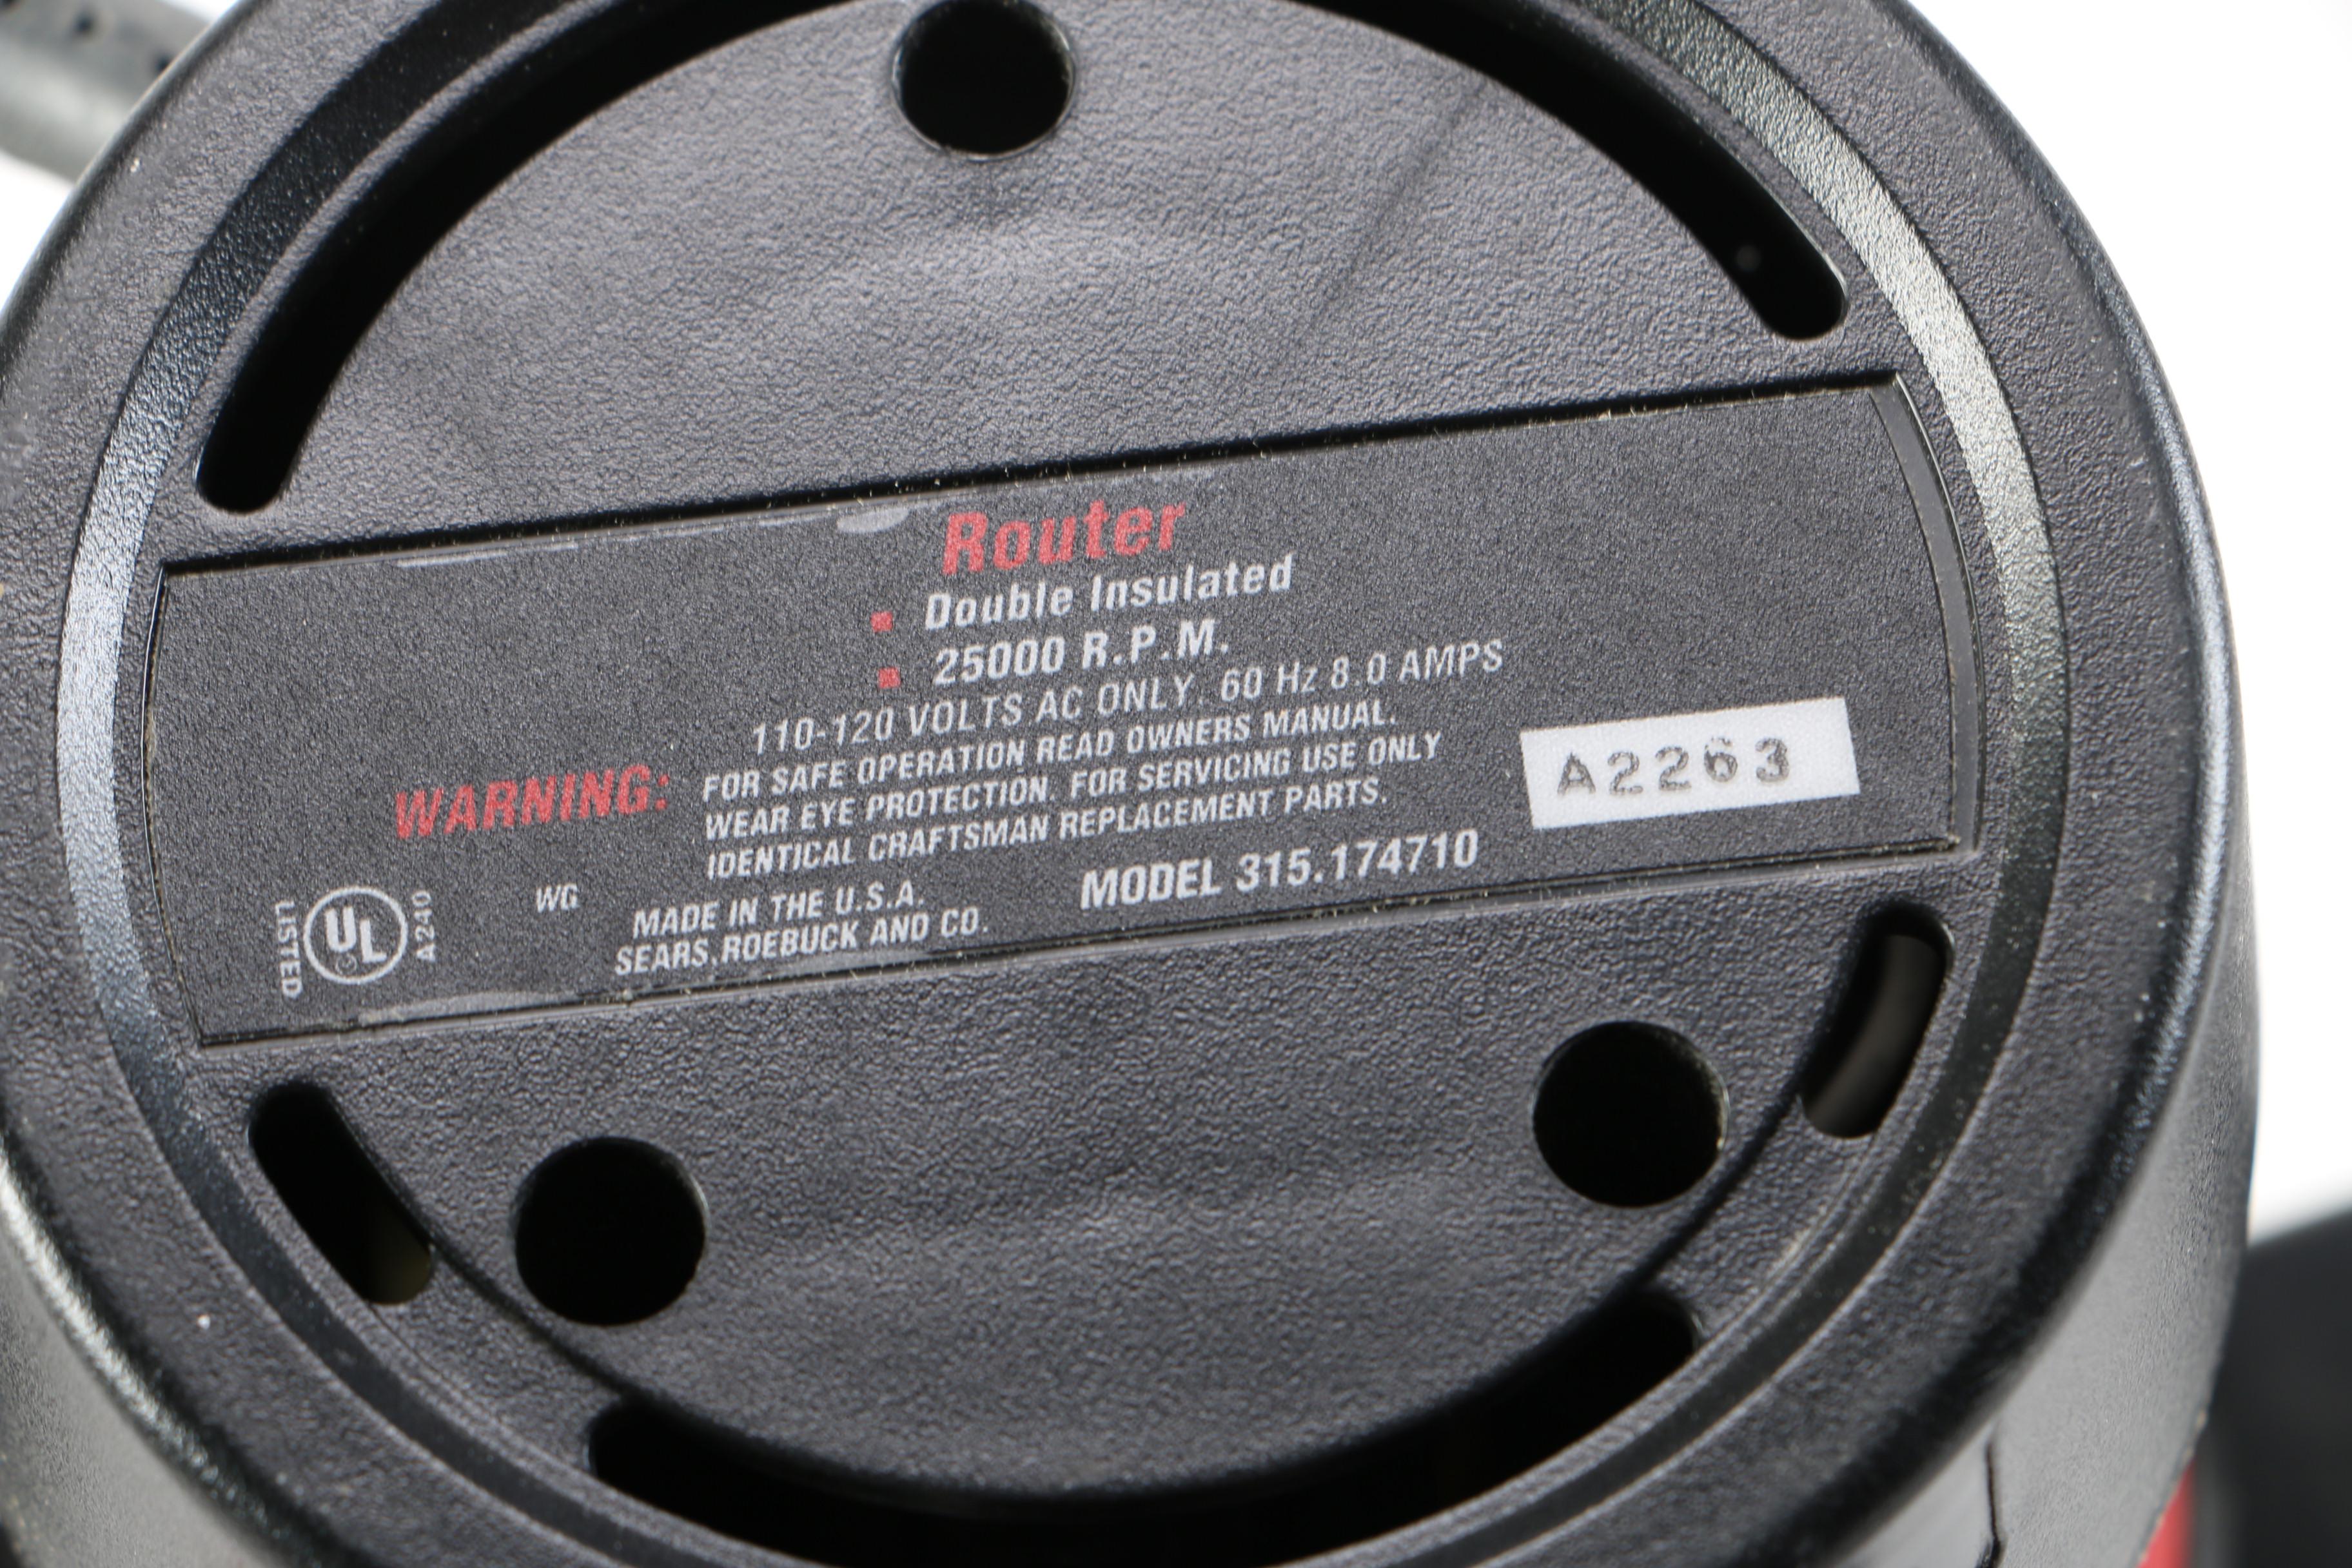 Router
Double Insulated
25000 R.P.M.
110-120 VOLTS AC ONLY. 60 Hz 8.0 AMPS
WARNING:
FOR SAFE OPERATION READ OWNERS MANUAL.
WEAR EYE PROTECTION. FOR SERVICING USE ONLY
IDENTICAL CRAFTSMAN REPLACEMENT PARTS.
A2263
LISTED
UL
A240
WG
MADE IN THE U.S.A.
SEARS, ROEBUCK AND CO.
MODEL 315.174710